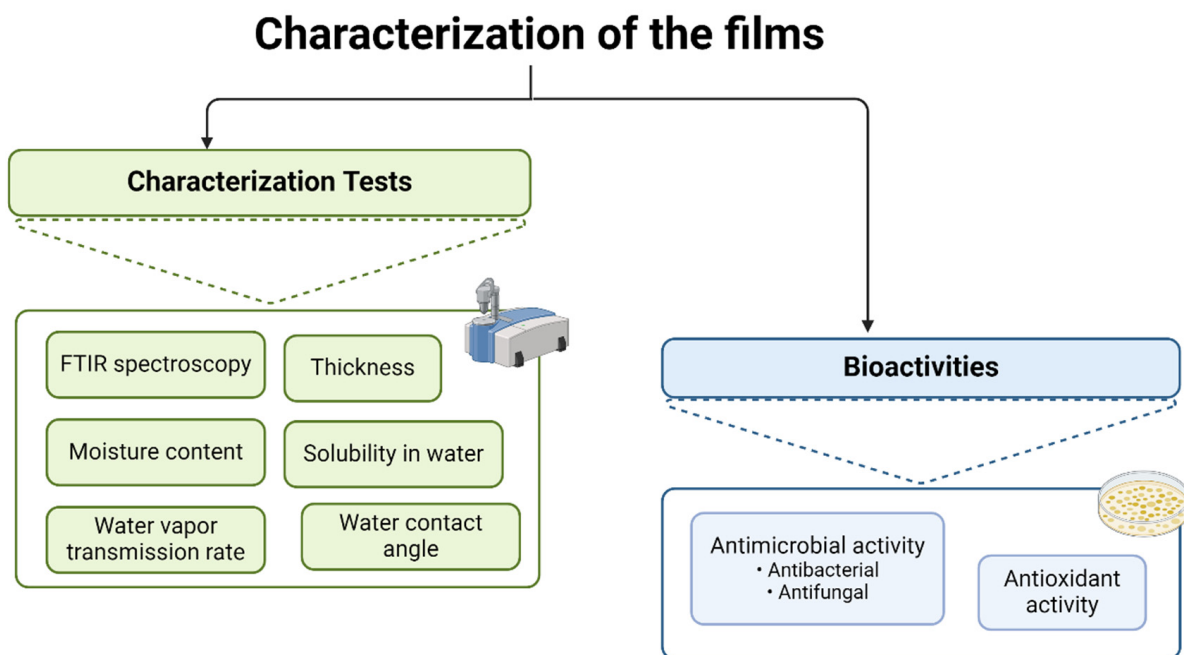 Characterization of the films
Characterization Tests
FTIR spectroscopy
Thickness
Moisture content
Solubility in water
Water vapor
transmission rate
Water contact
angle
Bioactivities
Antimicrobial activity
• Antibacterial
• Antifungal
Antioxidant
activity